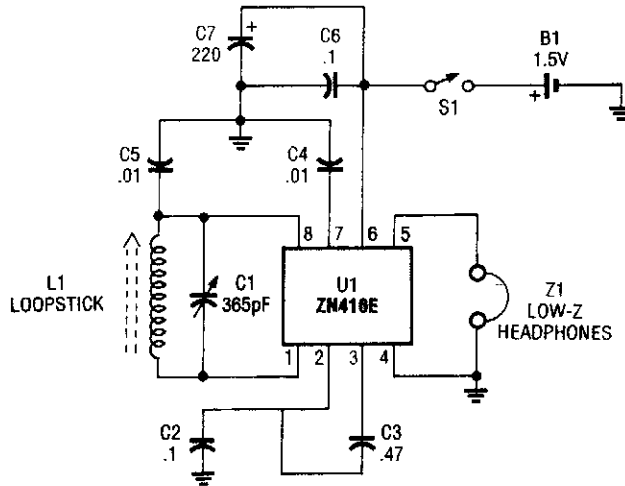 C7
220
+
C6
.1
B1
1.5V
+
S1
C5
.01
C4
.01
8
7
6
5
L1
LOOPSTICK
C1
365pF
U1
ZN416E
Z1
LOW-Z
HEADPHONES
1
2
3
4
C2
.1
C3
.47